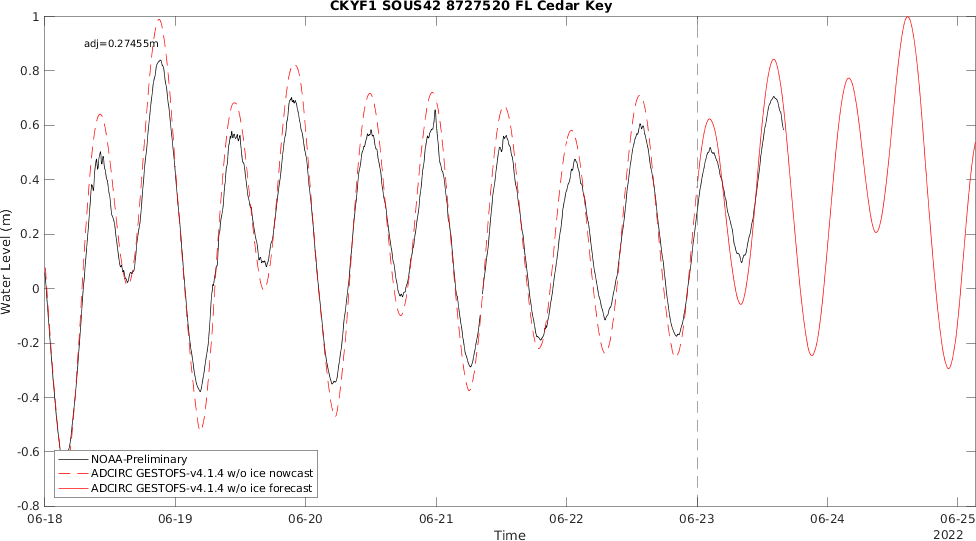 CKYF1 SOUS42 8727520 FL Cedar Key
adj=0.27455m
Water Level (m)
1
0.8
0.6
0.4
0.2
0
-0.2
-0.4
-0.6
-0.8
NOAA-Preliminary
ADCIRC GESTOFS-v4.1.4 w/o ice nowcast
ADCIRC GESTOFS-v4.1.4 w/o ice forecast
06-18 06-19 06-20 06-21 06-22 06-23 06-24 06-25
Time
2022